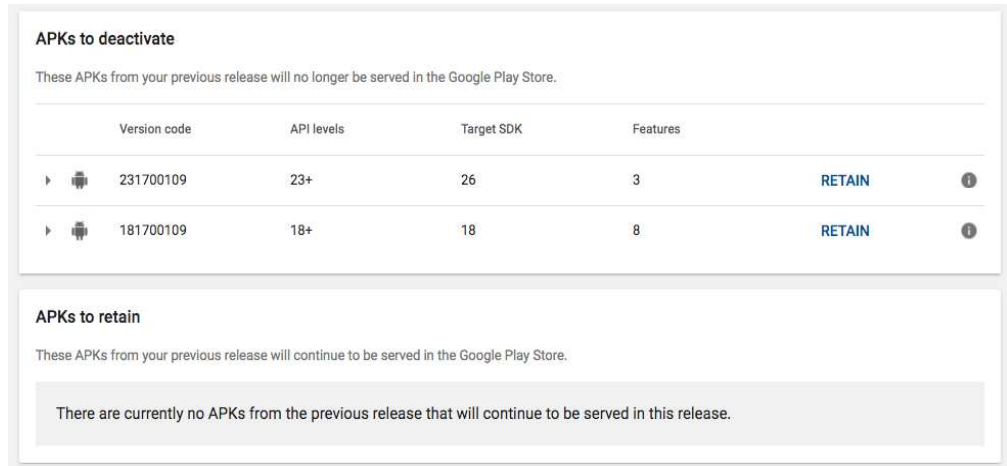 APKs to deactivate
These APKs from your previous release will no longer be served in the Google Play Store.
Version code API levels Target SDK Features
231700109 23+ 26 3 RETAIN
181700109 18+ 18 8 RETAIN
APKs to retain
These APKs from your previous release will continue to be served in the Google Play Store.
There are currently no APKs from the previous release that will continue to be served in this release.